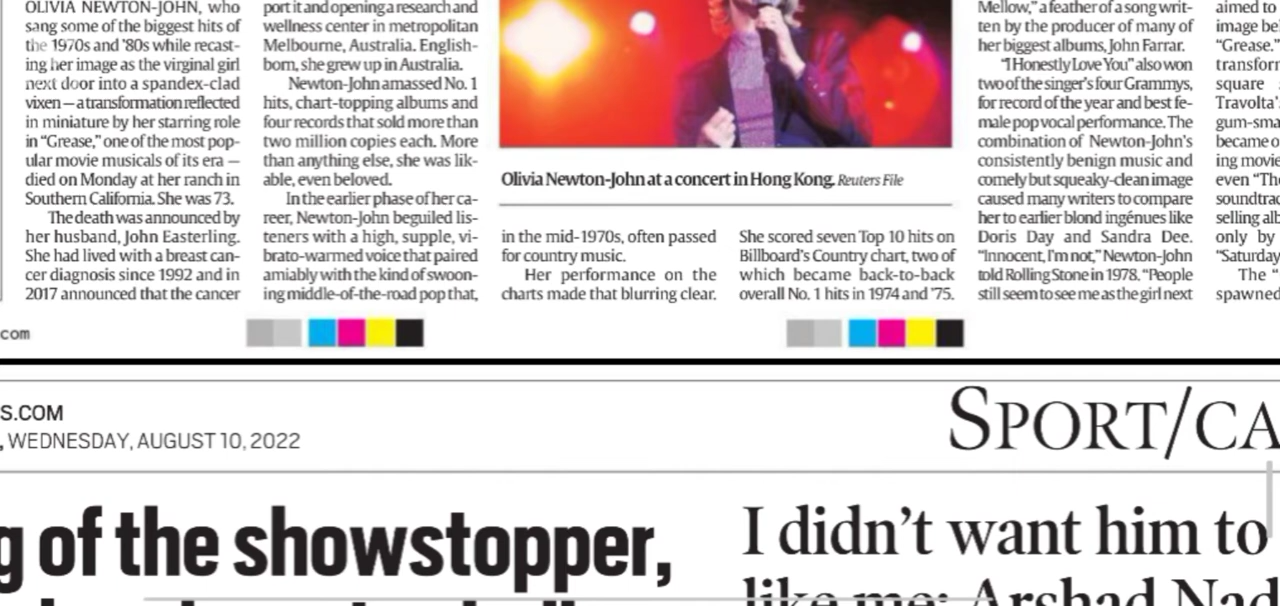 OLIVIA NEWTON-JOHN, who
sang some of the biggest hits of
the 1970s and '80s while recast-
ing her image as the virginal girl
next door into a spandex-clad
vixen — a transformation reflected
in miniature by her starring role
in “Grease,” one of the most pop-
ular movie musicals of its era —
died on Monday at her ranch in
Southern California. She was 73.
The death was announced by
her husband, John Easterling.
She had lived with a breast can-
cer diagnosis since 1992 and in
2017 announced that the cancer
port it and opening a research and
wellness center in metropolitan
Melbourne, Australia. English-
born, she grew up in Australia.
Newton-John amassed No. 1
hits, chart-topping albums and
four records that sold more than
two million copies each. More
than anything else, she was lik-
able, even beloved.
In the earlier phase of her ca-
reer, Newton-John beguiled lis-
teners with a high, supple, vi-
brato-warmed voice that paired
amiably with the kind of swoon-
ing middle-of-the-road pop that,
Olivia Newton-John at a concert in Hong Kong. Reuters File
in the mid-1970s, often passed
for country music.
Her performance on the
charts made that blurring clear.
She scored seven Top 10 hits on
Billboard's Country chart, two of
which became back-to-back
overall No. 1 hits in 1974 and '75.
Mellow,” a feather of a song writ-
ten by the producer of many of
her biggest albums, John Farrar.
“I Honestly Love You” also won
two of the singer's four Grammys,
for record of the year and best fe-
male pop vocal performance. The
combination of Newton-John's
consistently benign music and
comely but squeaky-clean image
caused many writers to compare
her to earlier blond ingénues like
Doris Day and Sandra Dee.
“Innocent, I'm not,” Newton-John
told Rolling Stone in 1978. “People
still seem to see me as the girl next
aimed to
image be
“Grease.”
transfor
square
Travolta'
gum-sma
became o
ing movie
even “Th
soundtra
selling alb
only by
“Saturday
The “
spawned
com
S.COM
, WEDNESDAY, AUGUST 10, 2022
SPORT/CA
g of the showstopper,
I didn't want him to
like me: Arshad Nad